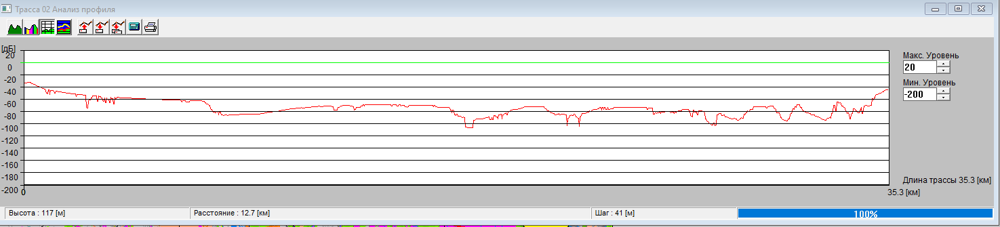 Трасса 02 Анализ профиля
[дБ]
20
0
-20
-40
-60
-80
-100
-120
-140
-160
-180
-200
0
35.3 [км]
Макс. Уровень
20
Мин. Уровень
-200
Длина трассы 35.3 [км]
Высота : 117 [м]
Расстояние : 12.7 [км]
Шаг : 41 [м]
100%